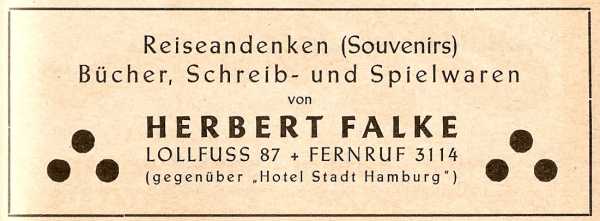 Reiseandenken (Souvenirs)
Bücher, Schreib- und Spielwaren
von
HERBERT FALKE
LOLLFUSS 87 + FERNRUF 3114
(gegenüber „Hotel Stadt Hamburg")